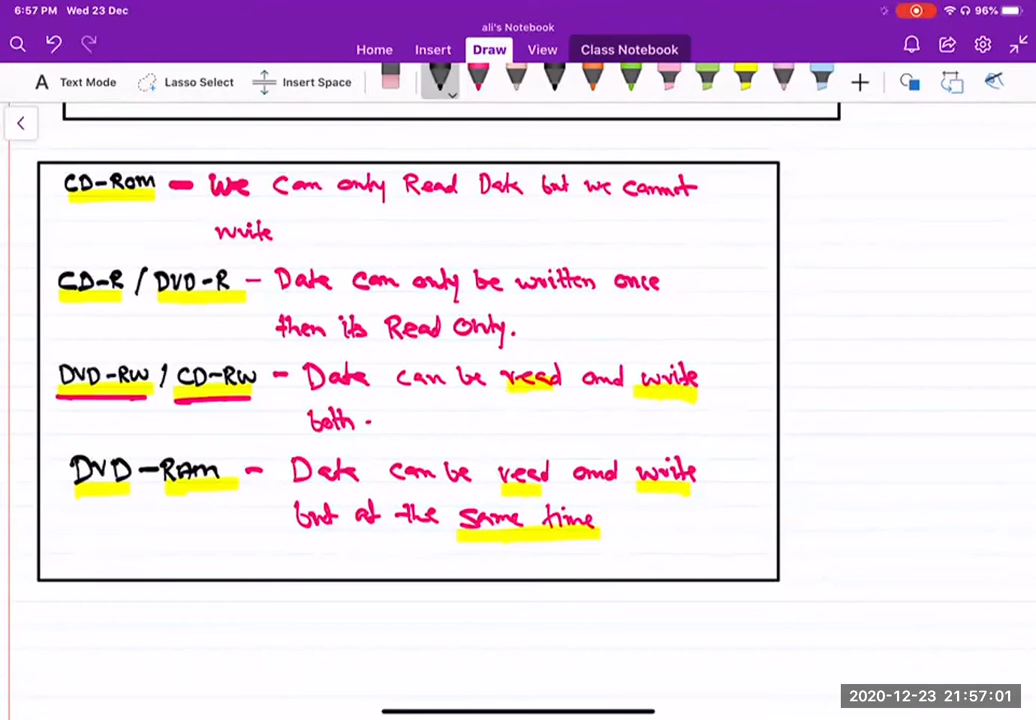 6:57 PM Wed 23 Dec
96%
ali's Notebook
Home Insert Draw View Class Notebook
A Text Mode Lasso Select Insert Space
CD-Rom - We Can only Read Data but we cannot
write
CD-R / DVD-R - Data Can only be written once
then its Read Only.
DVD-RW / CD-RW - Data can be read and write
both.
DVD-RAM - Data can be read and write
but at the same time
2020-12-23 21:57:01